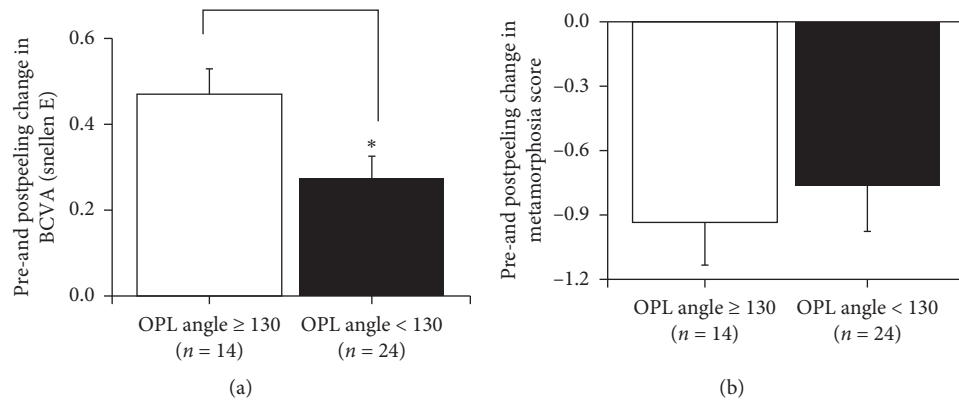 Pre-and postpeeling change in
BCVA (snellen E)
0.6
0.4
0.2
0.0
*
OPL angle ≥ 130
(n = 14)
OPL angle < 130
(n = 24)
(a)
Pre-and postpeeling change in
metamorphosia score
0.0
−0.3
−0.6
−0.9
−1.2
OPL angle ≥ 130
(n = 14)
OPL angle < 130
(n = 24)
(b)